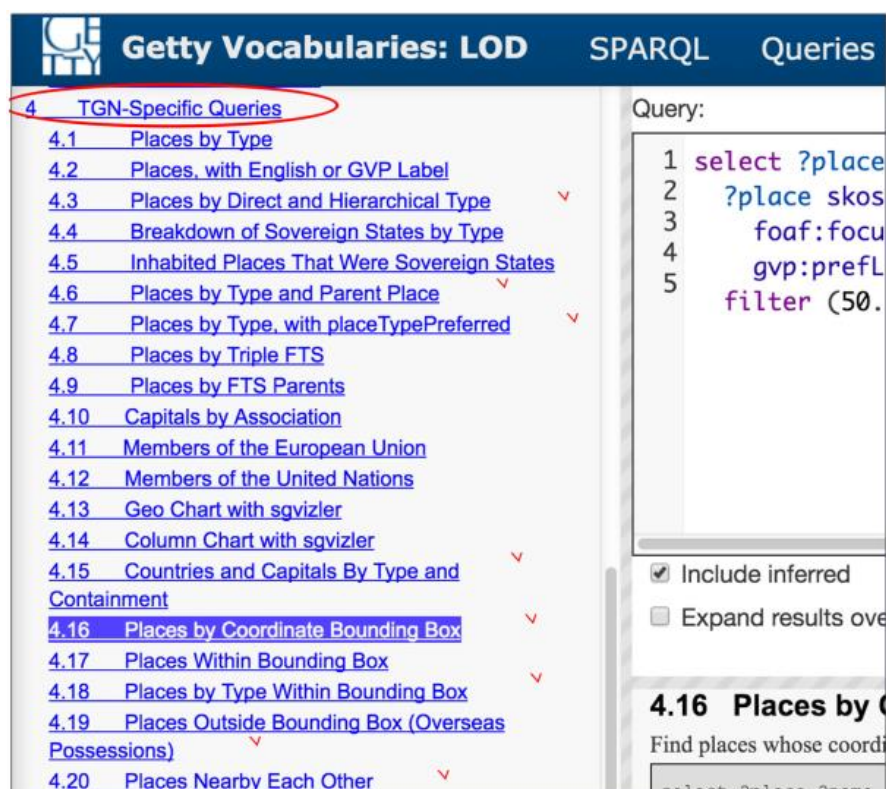 GETTY
Getty Vocabularies: LOD SPARQL Queries
4 TGN-Specific Queries
4.1 Places by Type
4.2 Places, with English or GVP Label
4.3 Places by Direct and Hierarchical Type
4.4 Breakdown of Sovereign States by Type
4.5 Inhabited Places That Were Sovereign States
4.6 Places by Type and Parent Place
4.7 Places by Type, with placeTypePreferred
4.8 Places by Triple FTS
4.9 Places by FTS Parents
4.10 Capitals by Association
4.11 Members of the European Union
4.12 Members of the United Nations
4.13 Geo Chart with sgvizler
4.14 Column Chart with sgvizler
4.15 Countries and Capitals By Type and
Containment
4.16 Places by Coordinate Bounding Box
4.17 Places Within Bounding Box
4.18 Places by Type Within Bounding Box
4.19 Places Outside Bounding Box (Overseas
Possessions)
4.20 Places Nearby Each Other
Query:
1 select ?place
2 ?place skos
3 foaf:focu
4 gvp:prefL
5 filter (50.
Include inferred
Expand results ove
4.16 Places by
Find places whose coordi
select ?place ?name